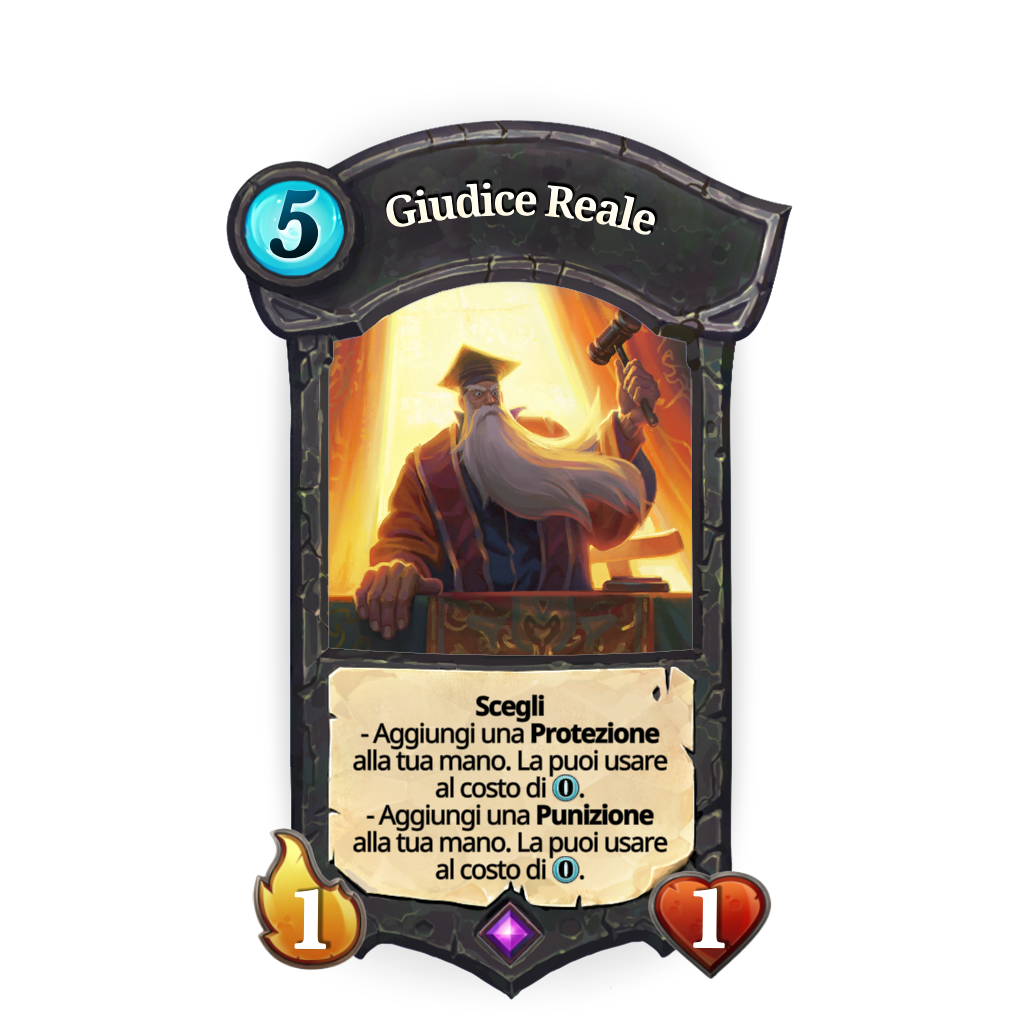 5
Giudice Reale
Scegli
- Aggiungi una Protezione
alla tua mano. La puoi usare
al costo di 0.
- Aggiungi una Punizione
alla tua mano. La puoi usare
al costo di 0.
1
1